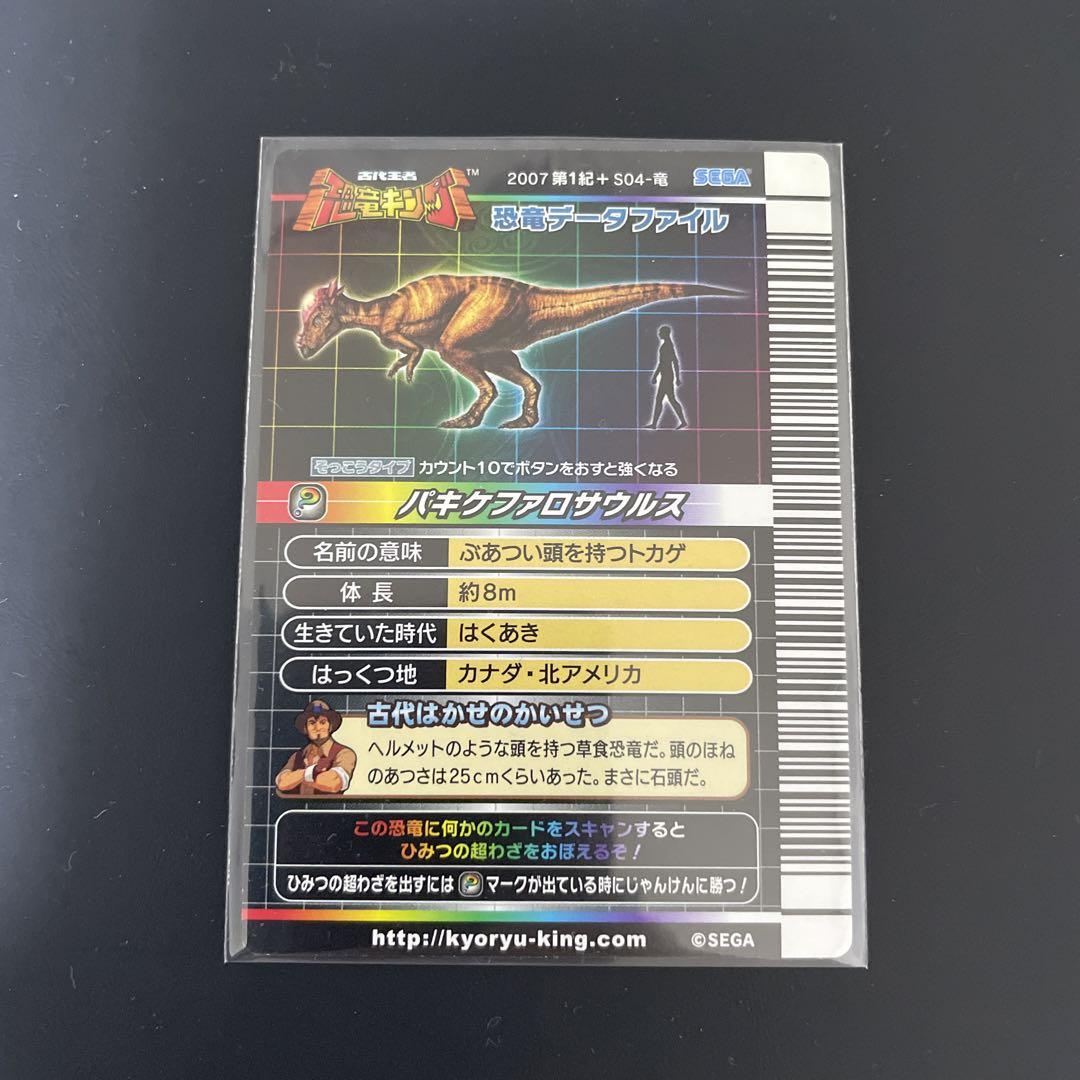 古代王者
恐竜キング™
2007 第1紀+ S04-竜
SEGA
恐竜データファイル
そっこうタイプ カウント10でボタンをおすと強くなる
パキケファロサウルス
名前の意味 ぶあつい頭を持つトカゲ
体長 約8m
生きていた時代 はくあき
はっくつ地 カナダ・北アメリカ
古代はかせのかいせつ
ヘルメットのような頭を持つ草食恐竜だ。頭のほね
のあつさは25cmくらいあった。まさに石頭だ。
この恐竜に何かのカードをスキャンすると
ひみつの超わざをおぼえるぞ!
ひみつの超わざを出すには ? マークが出ている時にじゃんけんに勝つ!
http://kyoryu-king.com
©SEGA